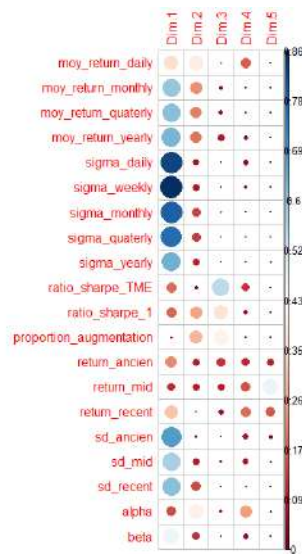 Dim.1
Dim.2
Dim.3
Dim.4
Dim.5
moy_return_daily
moy_return_monthly
moy_return_quaterly
moy_return_yearly
sigma_daily
sigma_weekly
sigma_monthly
sigma_quaterly
sigma_yearly
ratio_sharpe_TME
ratio_sharpe_1
proportion_augmentation
return_ancien
return_mid
return_recent
sd_ancien
sd_mid
sd_recent
alpha
beta
0.86
0.78
0.69
0.6
0.52
0.43
0.35
0.26
0.17
0.09
0